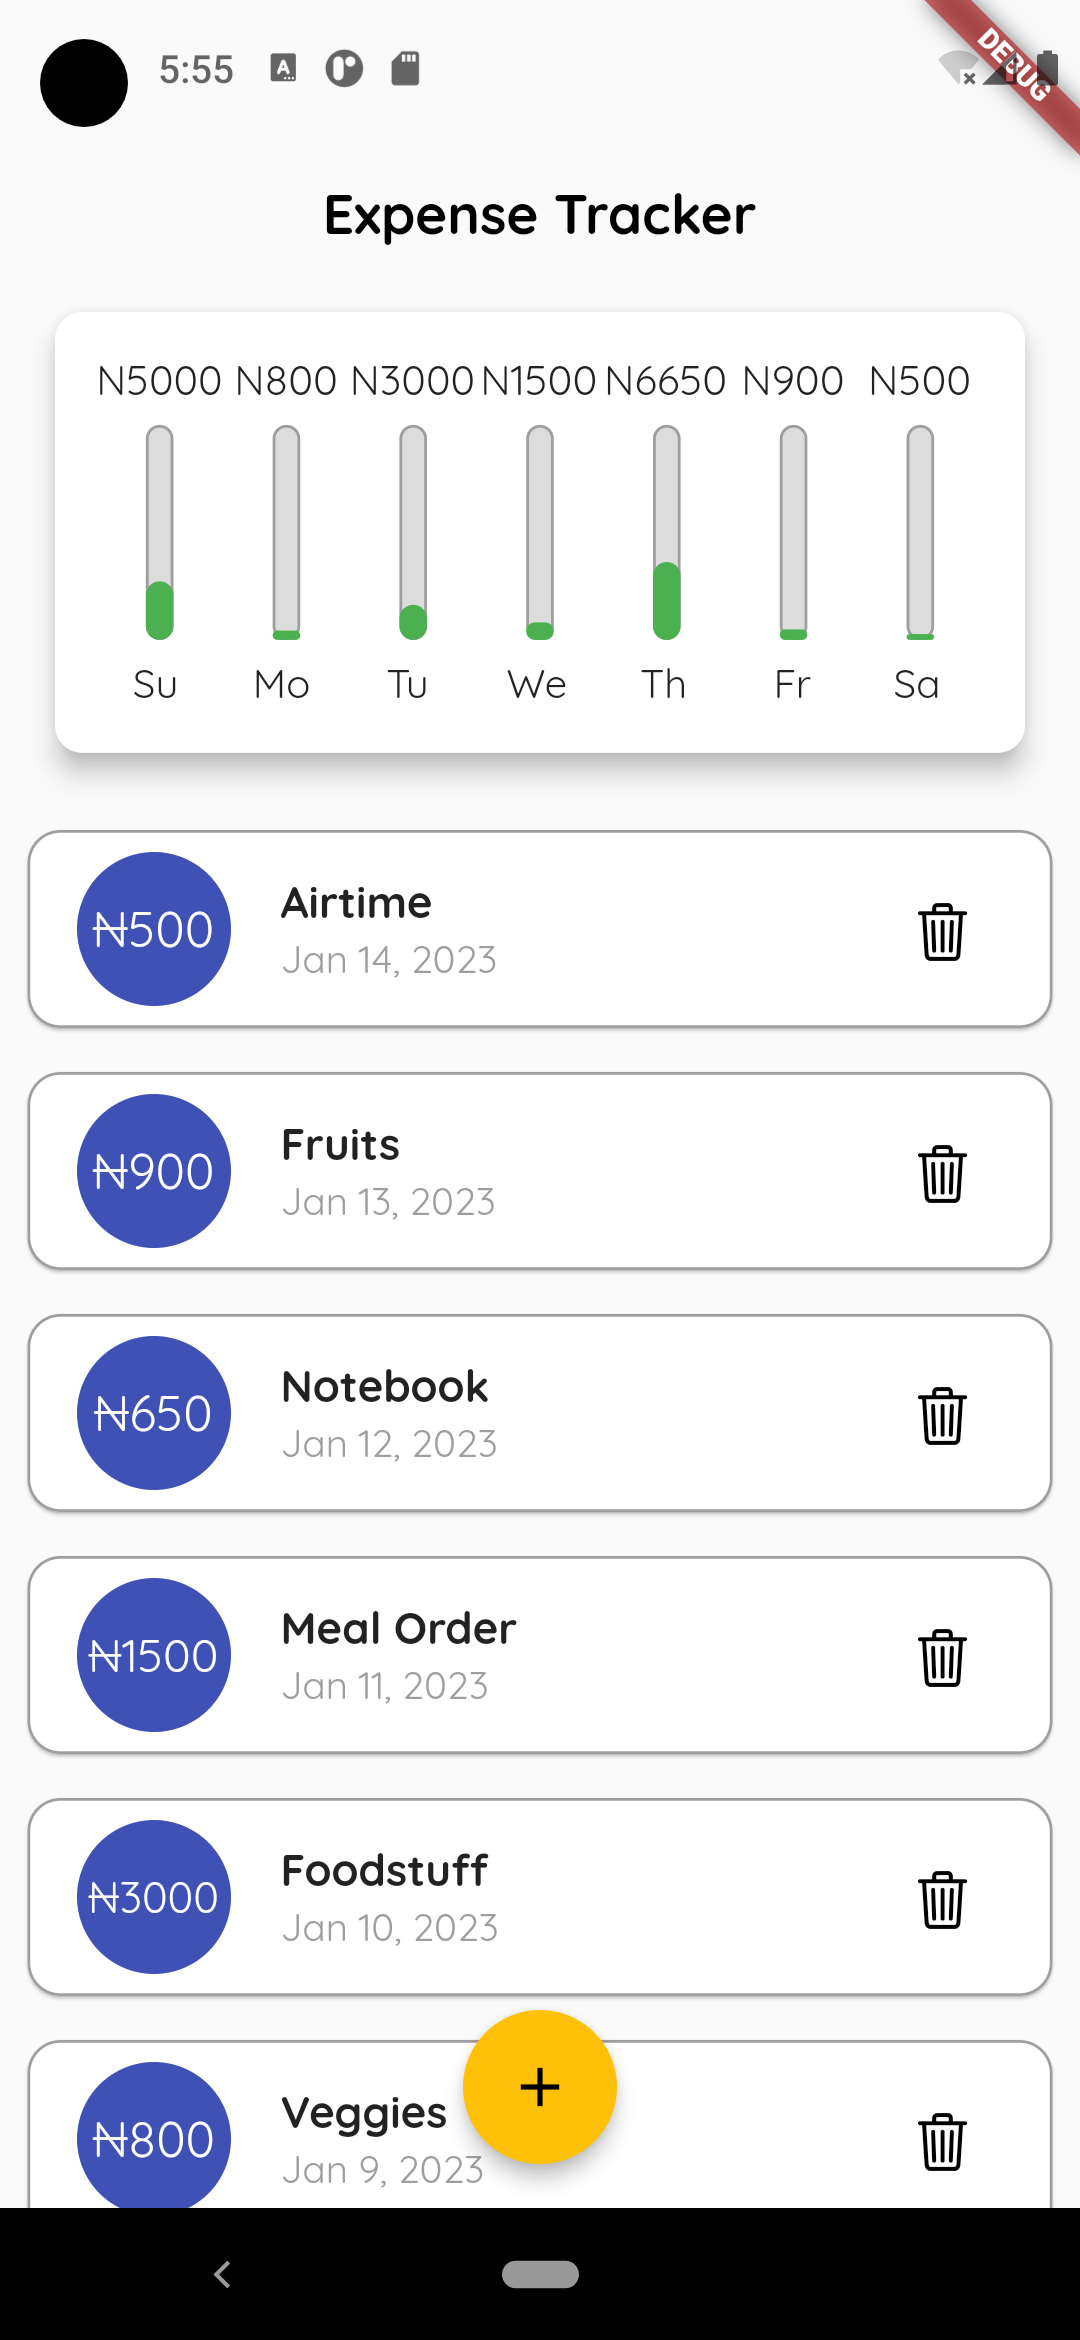 5:55
DEBUG
Expense Tracker
N5000 N800 N3000 N1500 N6650 N900 N500
Su Mo Tu We Th Fr Sa
₦500
Airtime
Jan 14, 2023
₦900
Fruits
Jan 13, 2023
₦650
Notebook
Jan 12, 2023
₦1500
Meal Order
Jan 11, 2023
₦3000
Foodstuff
Jan 10, 2023
₦800
Veggies
Jan 9, 2023